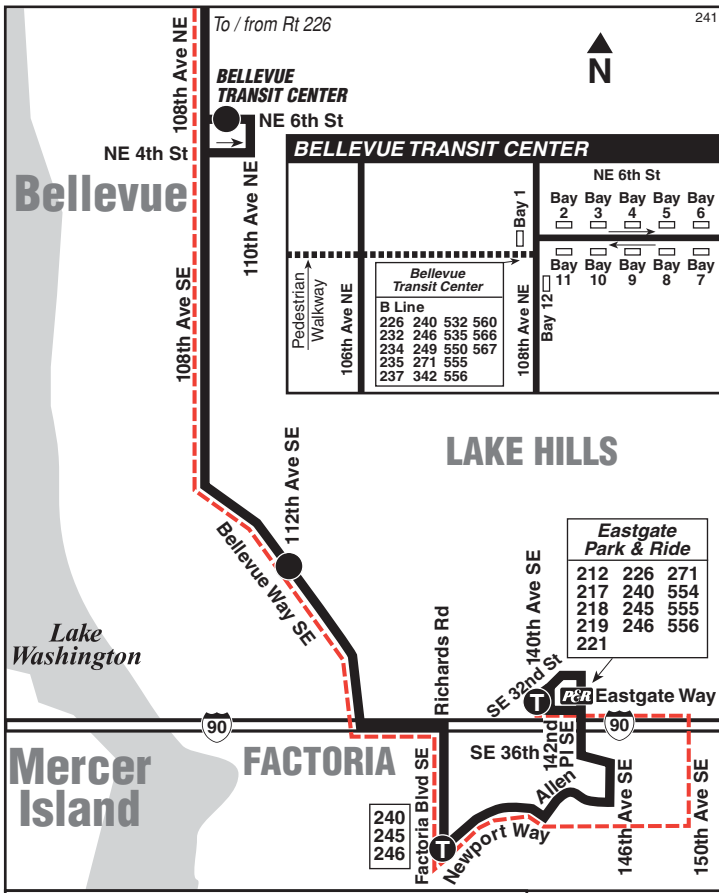 241
To / from Rt 226
N
108th Ave NE
BELLEVUE
TRANSIT CENTER
NE 6th St
NE 4th St
110th Ave NE
Bellevue
108th Ave SE
BELLEVUE TRANSIT CENTER
NE 6th St
Bay 1
Bay
2
Bay
3
Bay
4
Bay
5
Bay
6
Bay
11
Bay
10
Bay
9
Bay
8
Bay
7
Bay 12
Pedestrian
Walkway
106th Ave NE
108th Ave NE
Bellevue
Transit Center
B Line
226 240 532 560
232 246 535 566
234 249 550 567
235 271 555
237 342 556
LAKE HILLS
112th Ave SE
Bellevue Way SE
Lake
Washington
Eastgate
Park & Ride
212 226 271
217 240 554
218 245 555
219 246 556
221
Richards Rd
140th Ave SE
SE 32nd St
T
P&R
Eastgate Way
90
90
SE 36th
142nd
Pl SE
FACTORIA
Mercer
Island
Factoria Blvd SE
240
245
246
T
Newport Way
Allen
146th Ave SE
150th Ave SE